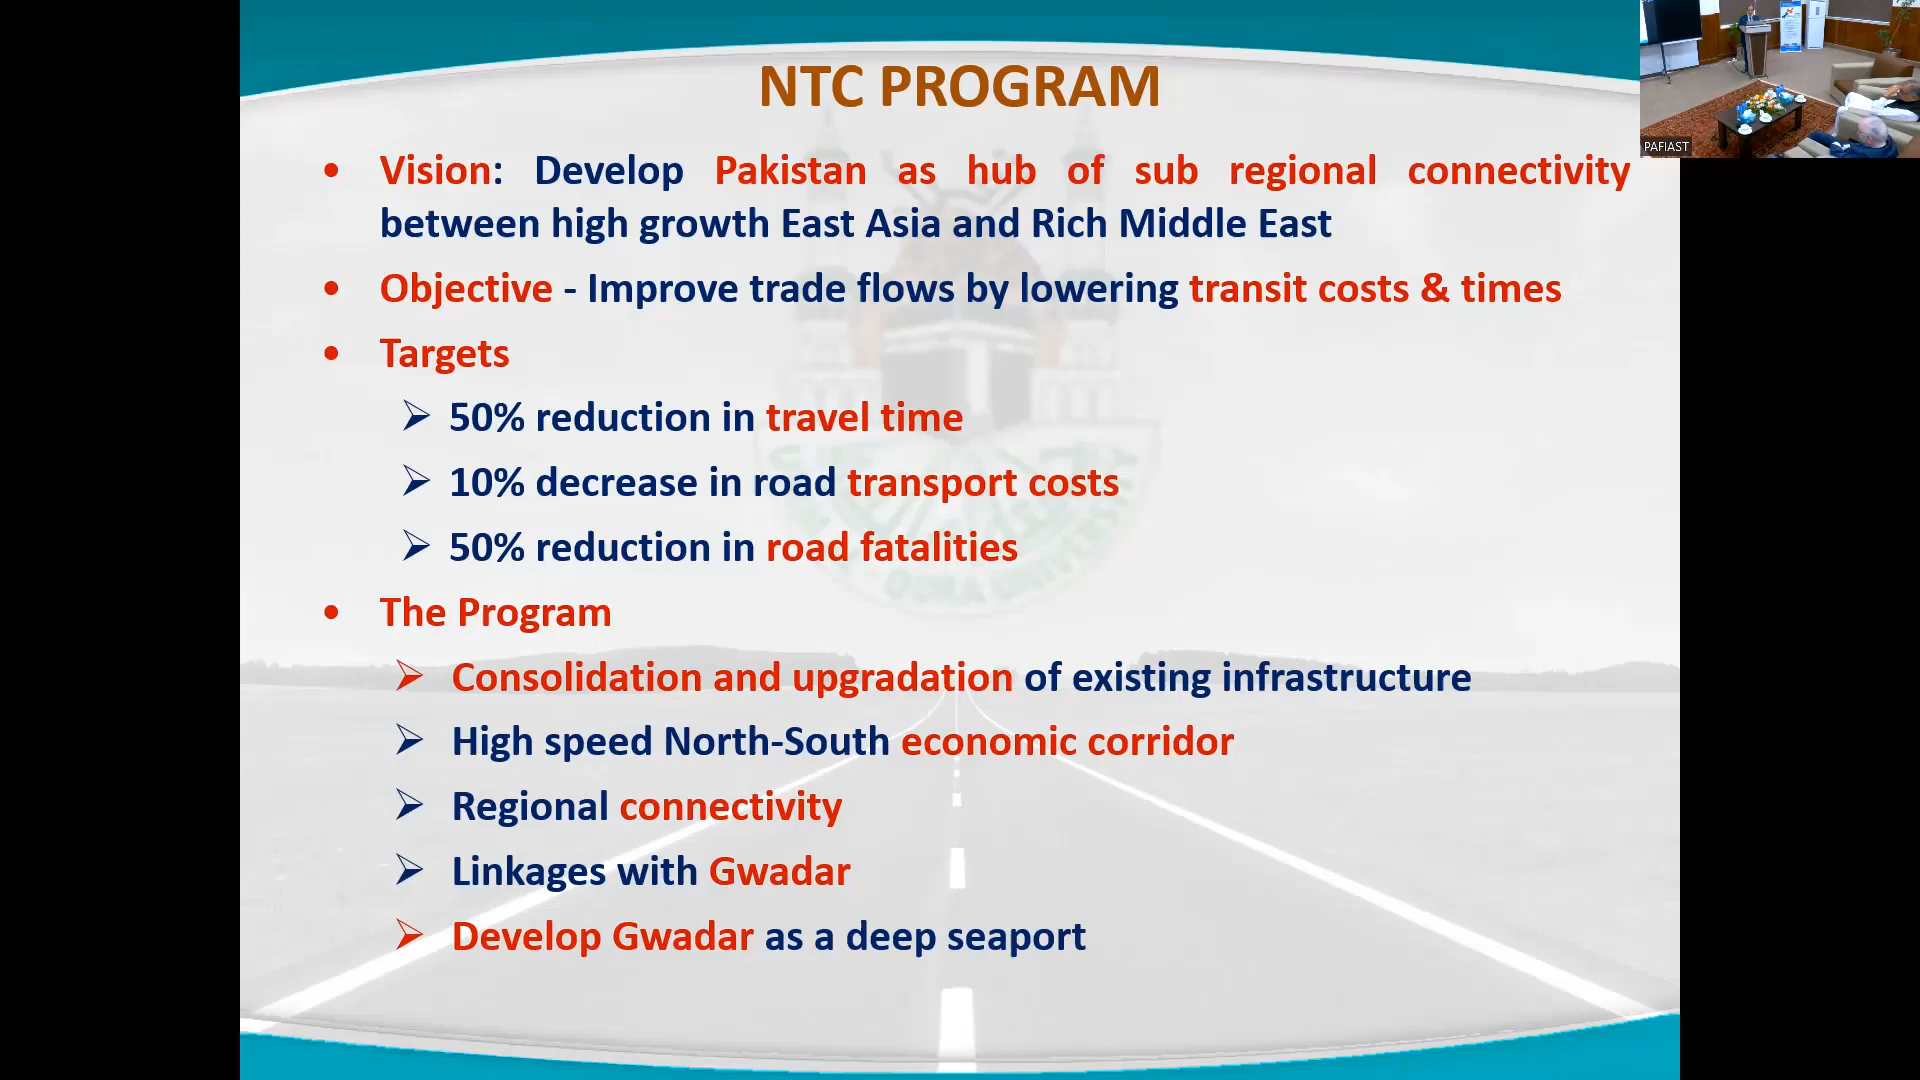 NTC PROGRAM
• Vision: Develop Pakistan as hub of sub regional connectivity
between high growth East Asia and Rich Middle East
• Objective - Improve trade flows by lowering transit costs & times
• Targets
➢ 50% reduction in travel time
➢ 10% decrease in road transport costs
➢ 50% reduction in road fatalities
• The Program
➢ Consolidation and upgradation of existing infrastructure
➢ High speed North-South economic corridor
➢ Regional connectivity
➢ Linkages with Gwadar
➢ Develop Gwadar as a deep seaport
PAFIAST
QURA UNIVERSITY